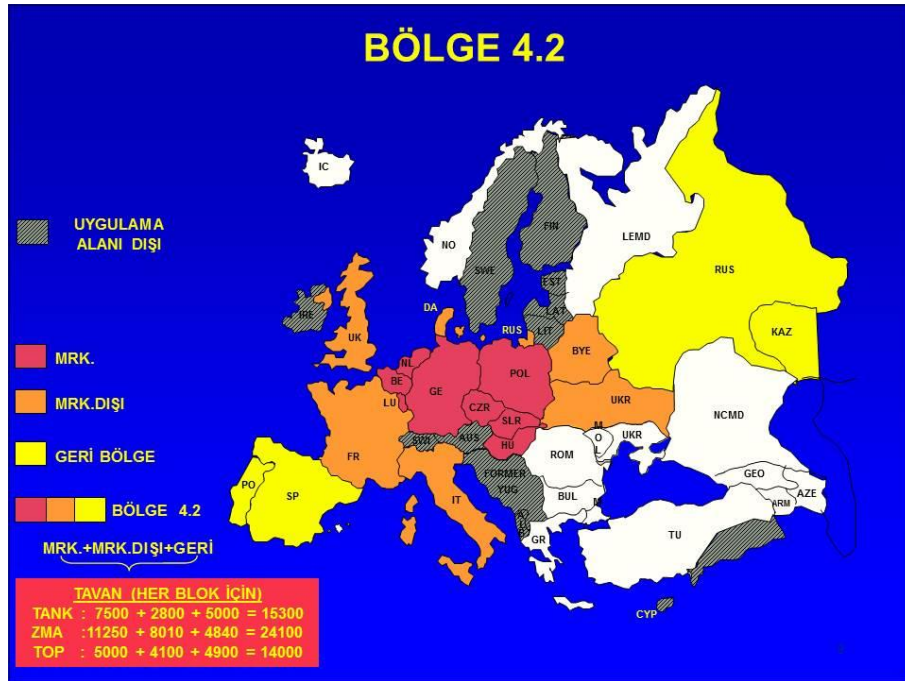 BÖLGE 4.2
IC
UYGULAMA
ALANI DIŞI
NO
SWE
FIN
LEMD
RUS
EST
LAT
LIT
KAZ
IRE
UK
DA
RUS
BYE
MRK.
NL
BE
GE
POL
LU
CZR
SLR
UKR
MRK.DIŞI
SWI
AUS
HU
M
O
L
UKR
NCMD
FR
ROM
GERİ BÖLGE
FORMER
YUG
GEO
PO
SP
IT
BUL
M
AZE
ARM
BÖLGE 4.2
A
L
B
GR
TU
MRK.+MRK.DIŞI+GERİ
CYP
TAVAN (HER BLOK İÇİN)
TANK : 7500 + 2800 + 5000 = 15300
ZMA :11250 + 8010 + 4840 = 24100
TOP : 5000 + 4100 + 4900 = 14000